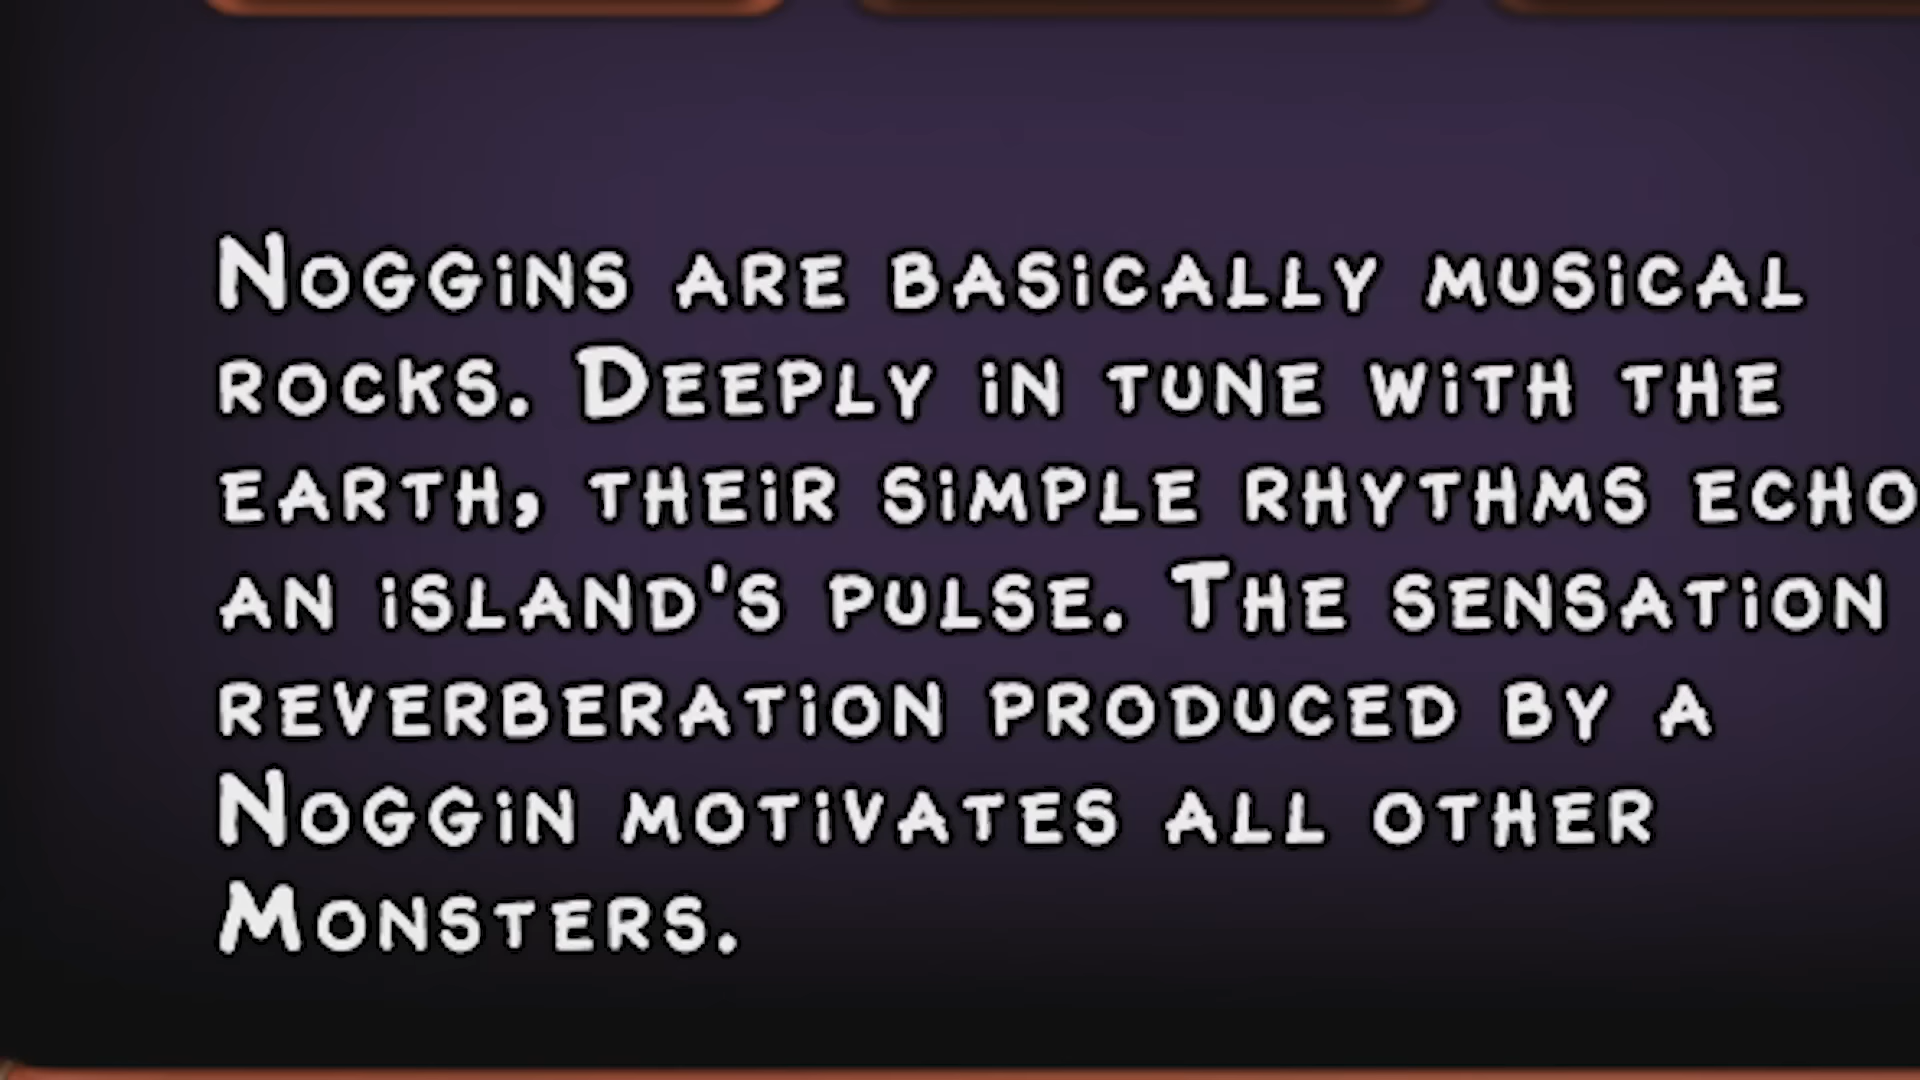 Noggins are basically musical
rocks. Deeply in tune with the
earth, their simple rhythms echo
an island's pulse. The sensation
reverberation produced by a
Noggin motivates all other
Monsters.